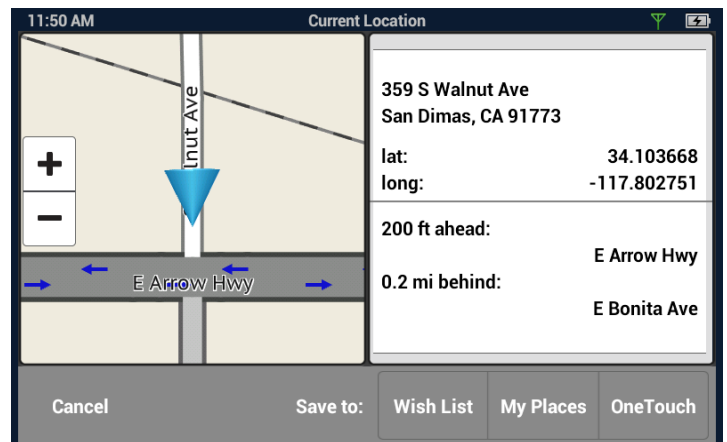 11:50 AM
Current Location
lnut Ave
E Arrow Hwy
+
−
359 S Walnut Ave
San Dimas, CA 91773
lat: 34.103668
long: -117.802751
200 ft ahead:
E Arrow Hwy
0.2 mi behind:
E Bonita Ave
Cancel
Save to:
Wish List
My Places
OneTouch